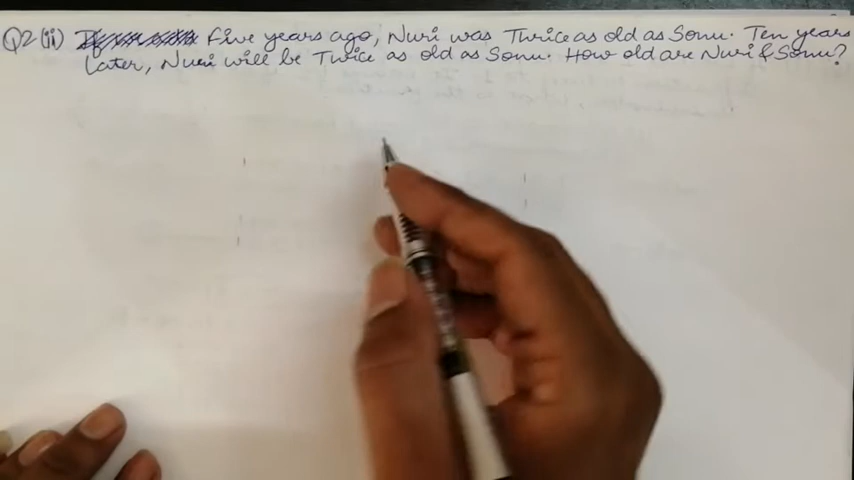 Q2 (ii) Five years ago, Nuri was Thrice as old as Sonu. Ten years
later, Nuri will be Twice as old as Sonu. How old are Nuri & Sonu?